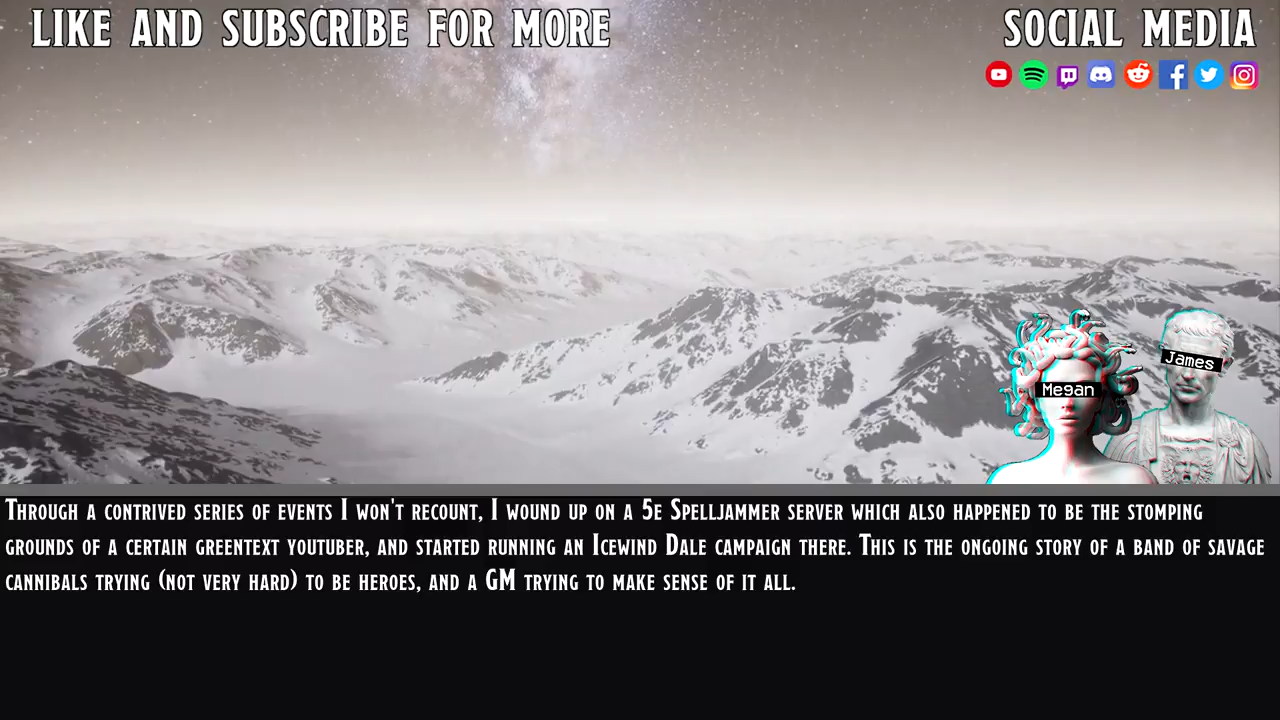 LIKE AND SUBSCRIBE FOR MORE
SOCIAL MEDIA
James
Megan
Through a contrived series of events I won't recount, I wound up on a 5e Spelljammer server which also happened to be the stomping
grounds of a certain greentext youtuber, and started running an Icewind Dale campaign there. This is the ongoing story of a band of savage
cannibals trying (not very hard) to be heroes, and a GM trying to make sense of it all.